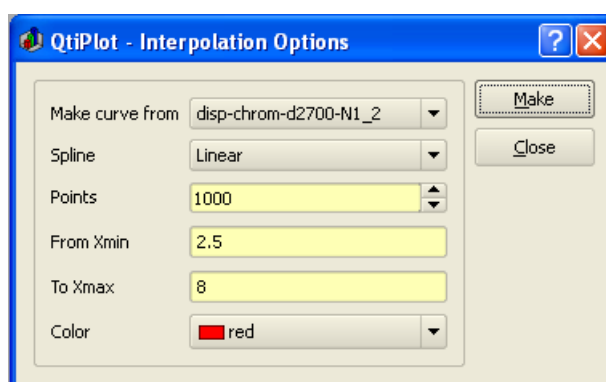 QtiPlot - Interpolation Options
?
Make curve from disp-chrom-d2700-N1_2
Make
Spline Linear
Close
Points 1000
From Xmin 2.5
To Xmax 8
Color red